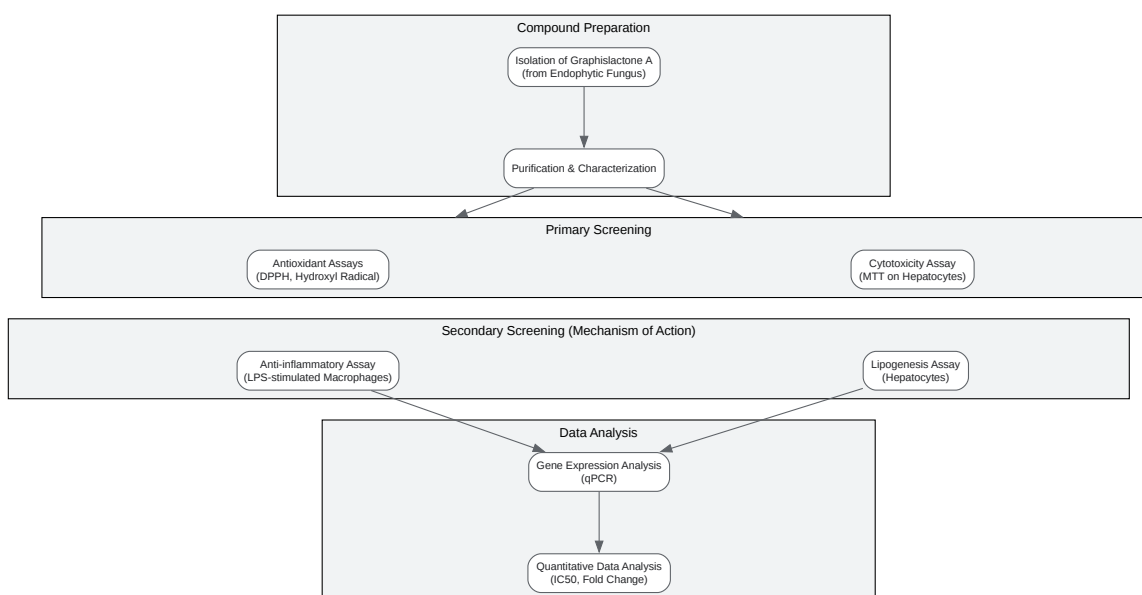 Compound Preparation
Isolation of Graphislactone A
(from Endophytic Fungus)
Purification & Characterization
Primary Screening
Antioxidant Assays
(DPPH, Hydroxyl Radical)
Cytotoxicity Assay
(MTT on Hepatocytes)
Secondary Screening (Mechanism of Action)
Anti-inflammatory Assay
(LPS-stimulated Macrophages)
Lipogenesis Assay
(Hepatocytes)
Data Analysis
Gene Expression Analysis
(qPCR)
Quantitative Data Analysis
(IC50, Fold Change)